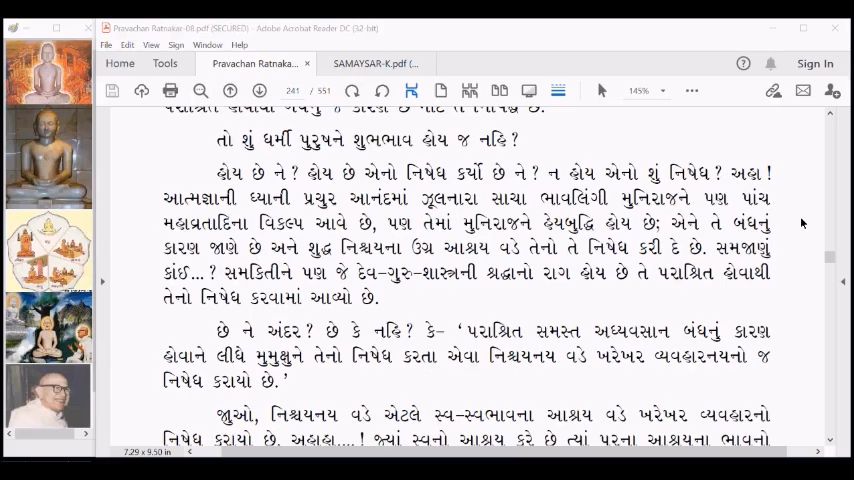 Pravachan Ratnakar-08.pdf (SECURED) - Adobe Acrobat Reader DC (32-bit)
File Edit View Sign Window Help
Home Tools Pravachan Ratnaka... × SAMAYSAR-K.pdf (... Sign In
241 / 551 145%
પરાશ્રિત હોવાથી બંધનું જ કારણ છે માટે તે નિષિદ્ધ છે.
તો શું ધર્મી પુરુષને શુભભાવ હોય જ નહિ?
હોય છે ને? હોય છે એનો નિષેધ કર્યો છે ને? ન હોય એનો શું નિષેધ? અહા!
આત્મજ્ઞાની ધ્યાની પ્રચુર આનંદમાં ઝૂલનારા સાચા ભાવલિંગી મુનિરાજને પણ પાંચ
મહાવ્રતાદિના વિકલ્પ આવે છે, પણ તેમાં મુનિરાજને હેયબુદ્ધિ હોય છે; એને તે બંધનું
કારણ જાણે છે અને શુદ્ધ નિશ્ચયના ઉગ્ર આશ્રય વડે તેનો તે નિષેધ કરી દે છે. સમજાણું
કાંઈ...? સમકિતીને પણ જે દેવ-ગુરુ-શાસ્ત્રની શ્રદ્ધાનો રાગ હોય છે તે પરાશ્રિત હોવાથી
તેનો નિષેધ કરવામાં આવ્યો છે.
છે ને અંદર? છે કે નહિ? કે- 'પરાશ્રિત સમસ્ત અધ્યવસાન બંધનું કારણ
હોવાને લીધે મુમુક્ષુને તેનો નિષેધ કરતા એવા નિશ્ચયનય વડે ખરેખર વ્યવહારનયનો જ
નિષેધ કરાયો છે.'
જુઓ, નિશ્ચયનય વડે એટલે સ્વ-સ્વભાવના આશ્રય વડે ખરેખર વ્યવહારનો
નિષેધ કરાયો છે. અહાહા....! જ્યાં સ્વનો આશ્રય કરે છે ત્યાં પરના આશ્રયના ભાવનો
7.29 x 9.50 in